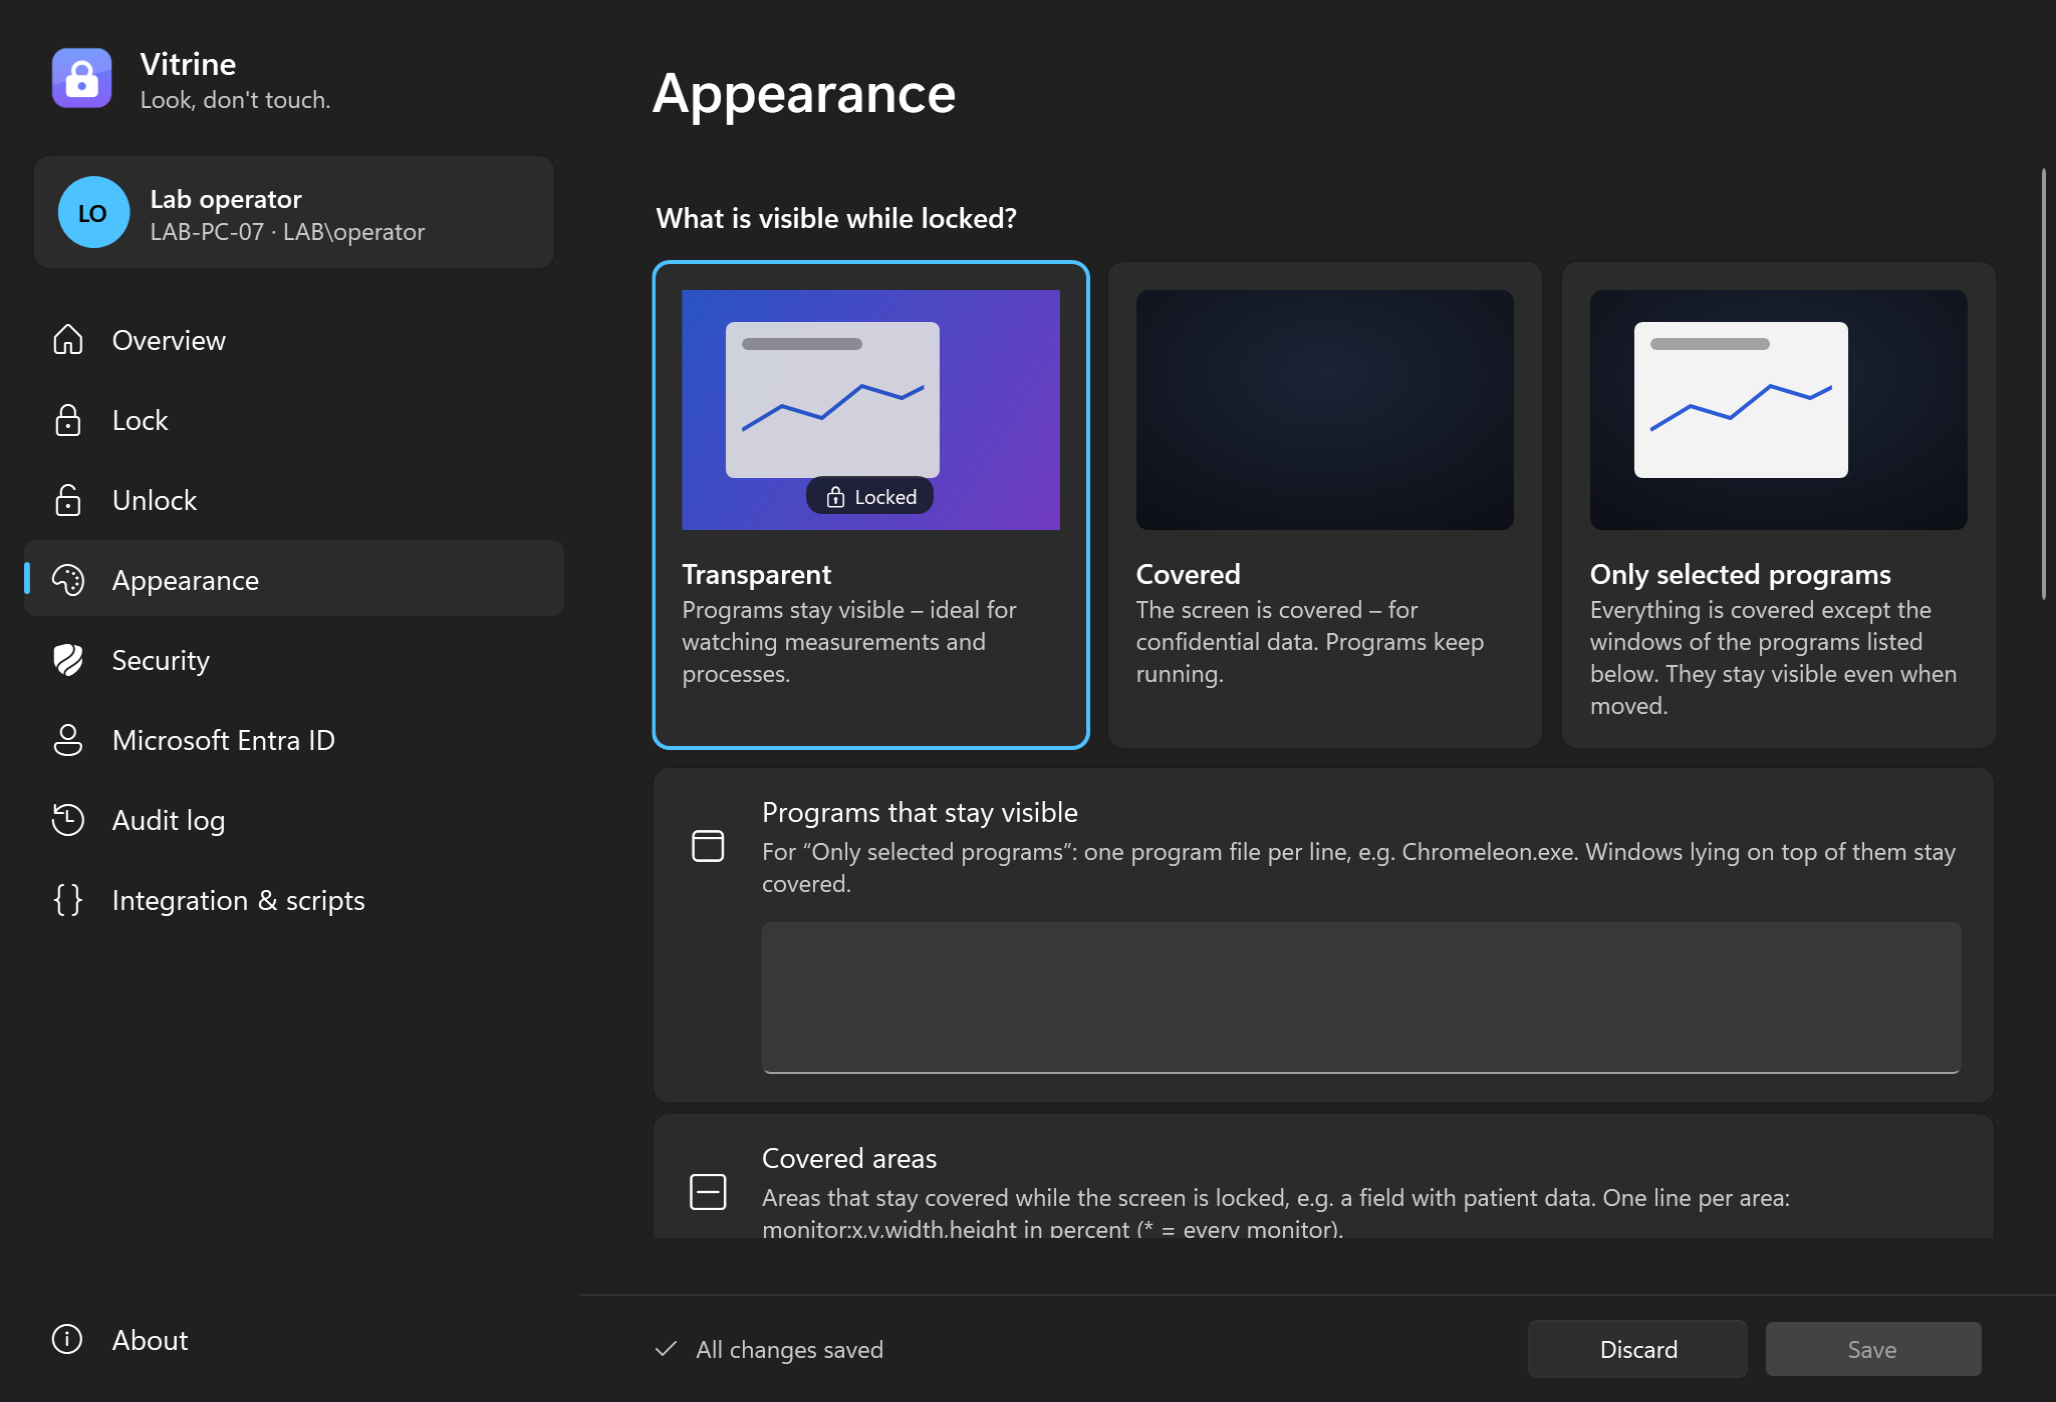 Vitrine
Look, don't touch.
LO
Lab operator
LAB-PC-07 · LAB\operator
Overview
Lock
Unlock
Appearance
Security
Microsoft Entra ID
Audit log
Integration & scripts
About
Appearance
What is visible while locked?
Locked
Transparent
Programs stay visible – ideal for
watching measurements and
processes.
Covered
The screen is covered – for
confidential data. Programs keep
running.
Only selected programs
Everything is covered except the
windows of the programs listed
below. They stay visible even when
moved.
Programs that stay visible
For “Only selected programs”: one program file per line, e.g. Chromeleon.exe. Windows lying on top of them stay
covered.
Covered areas
Areas that stay covered while the screen is locked, e.g. a field with patient data. One line per area:
monitor:x,y,width,height in percent (* = every monitor).
All changes saved
Discard
Save